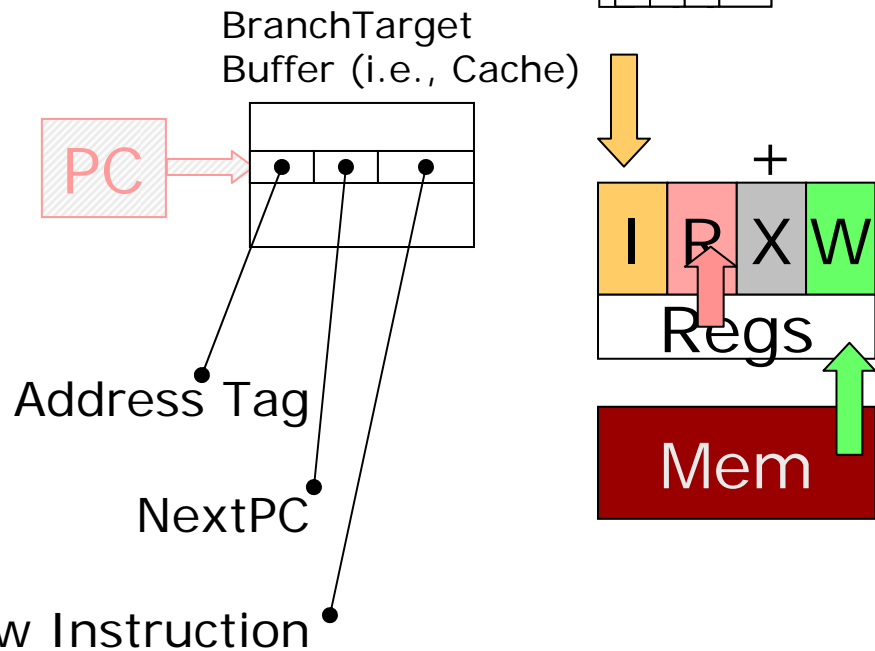 BranchTarget
Buffer (i.e., Cache)
PC
+
I R X W
Regs
Address Tag
Mem
NextPC
w Instruction